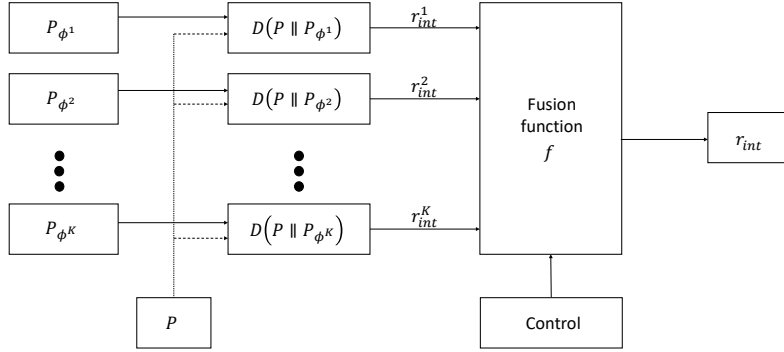 P_{ϕ^1}
D(P ∥ P_{ϕ^1})
r_{int}^1
P_{ϕ^2}
D(P ∥ P_{ϕ^2})
r_{int}^2
Fusion
function
f
r_{int}
P_{ϕ^K}
D(P ∥ P_{ϕ^K})
r_{int}^K
P
Control